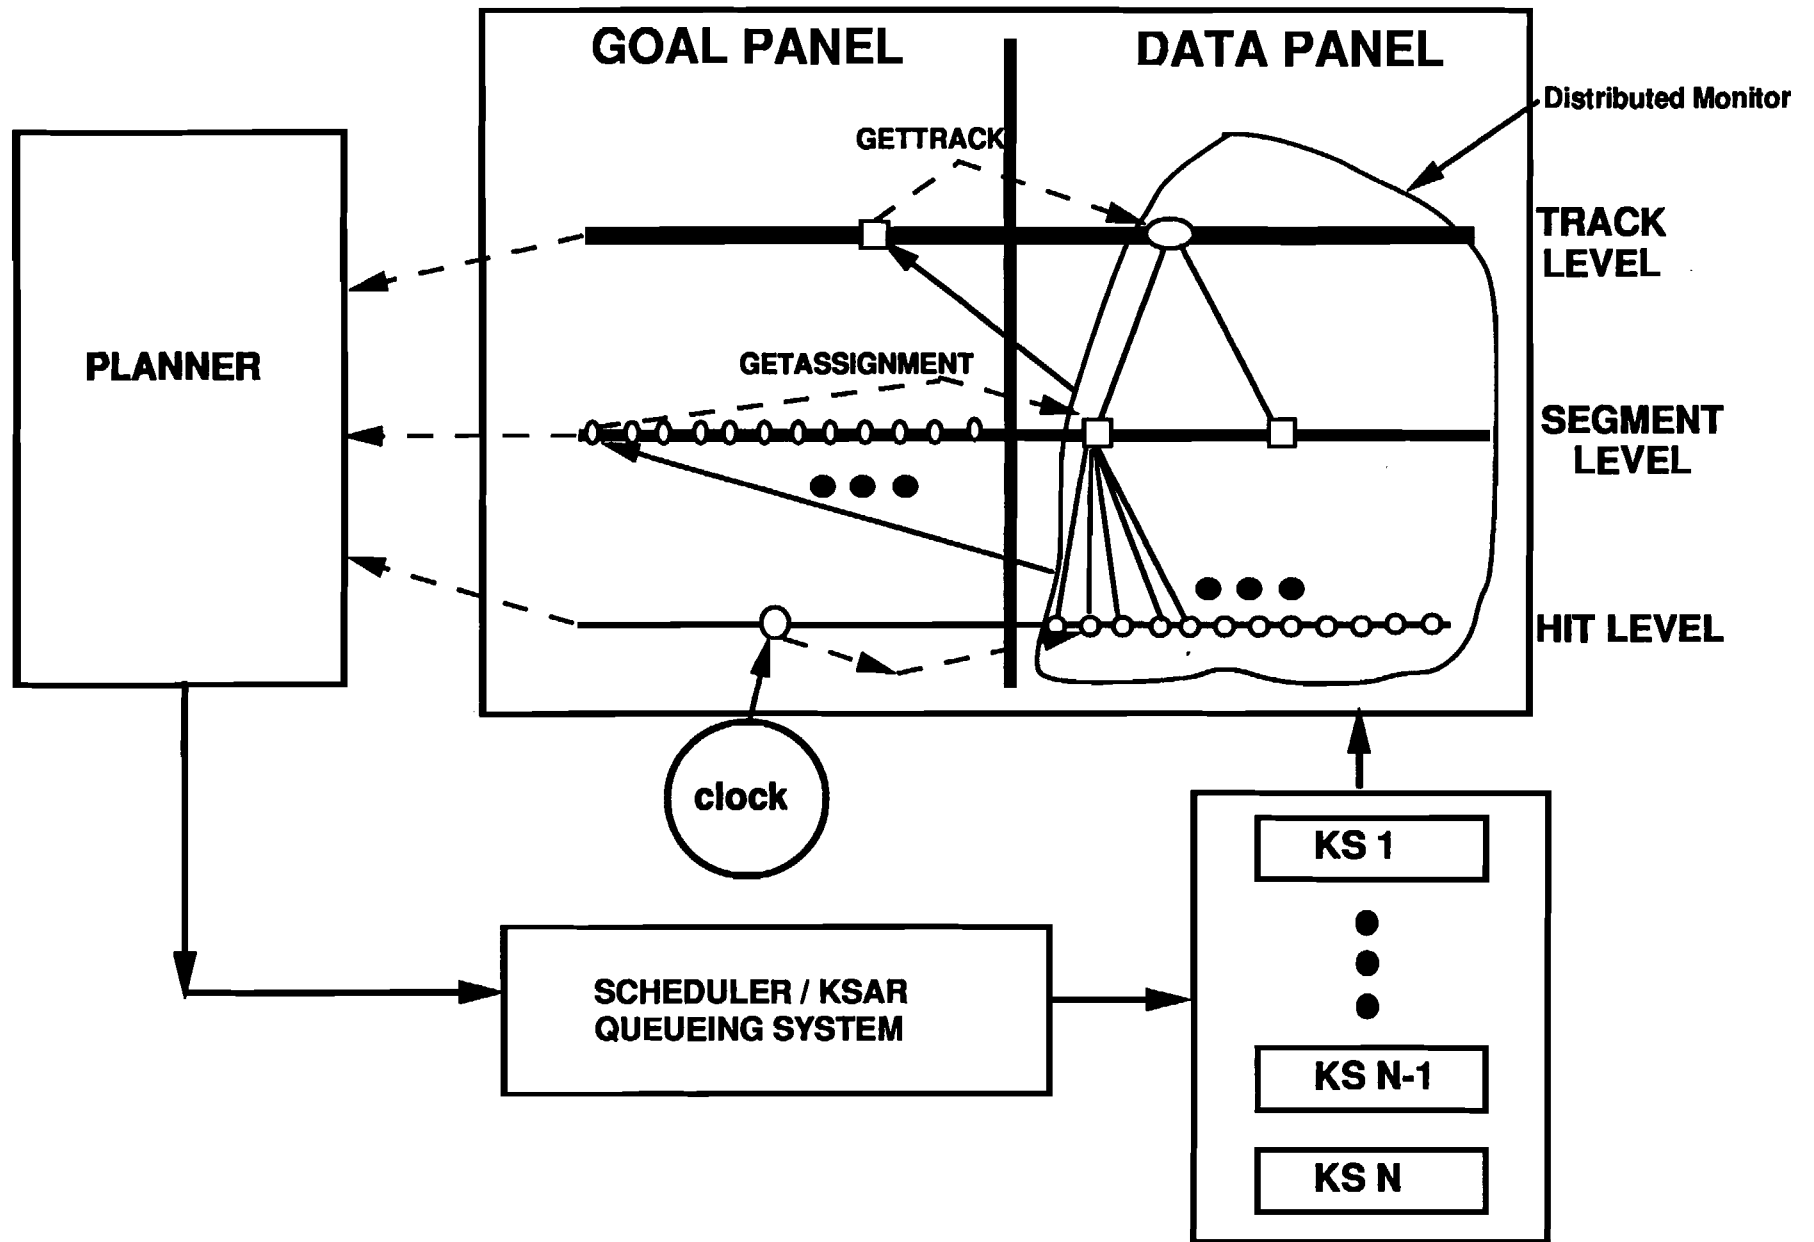 GOAL PANEL
DATA PANEL
Distributed Monitor
GETTRACK
TRACK
LEVEL
PLANNER
GETASSIGNMENT
SEGMENT
LEVEL
HIT LEVEL
clock
KS 1
SCHEDULER / KSAR
QUEUEING SYSTEM
KS N-1
KS N